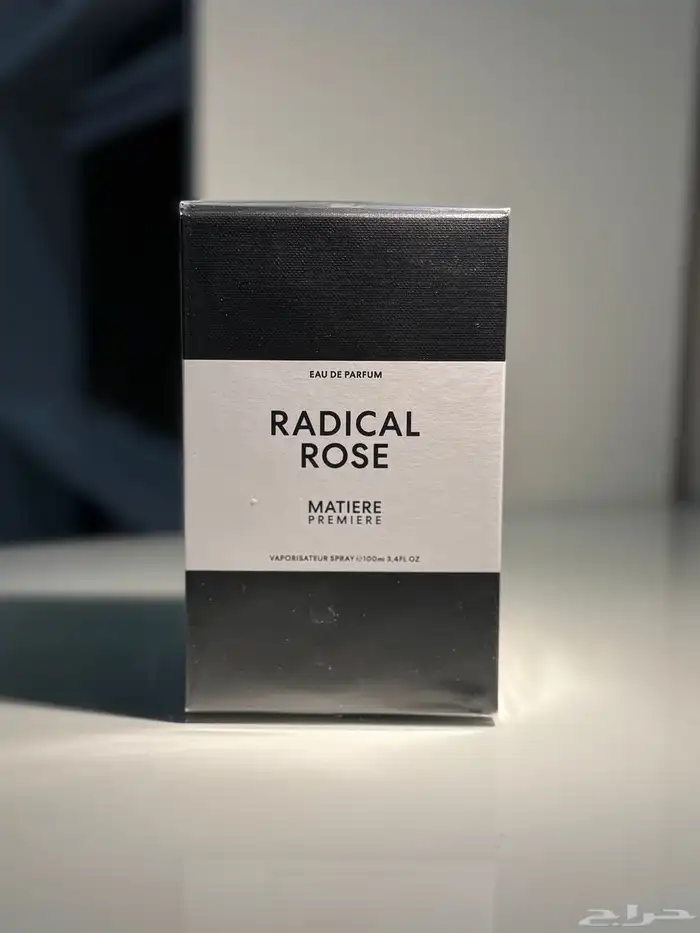 EAU DE PARFUM
RADICAL
ROSE
MATIERE
PREMIERE
VAPORISATEUR SPRAY ℮100ml 3,4FL OZ
حراج